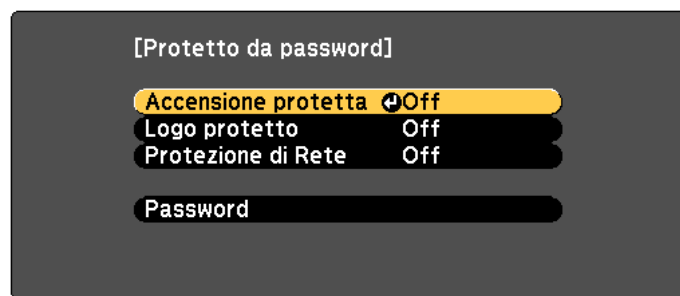 [Protetto da password]
Accensione protetta Off
Logo protetto Off
Protezione di Rete Off
Password